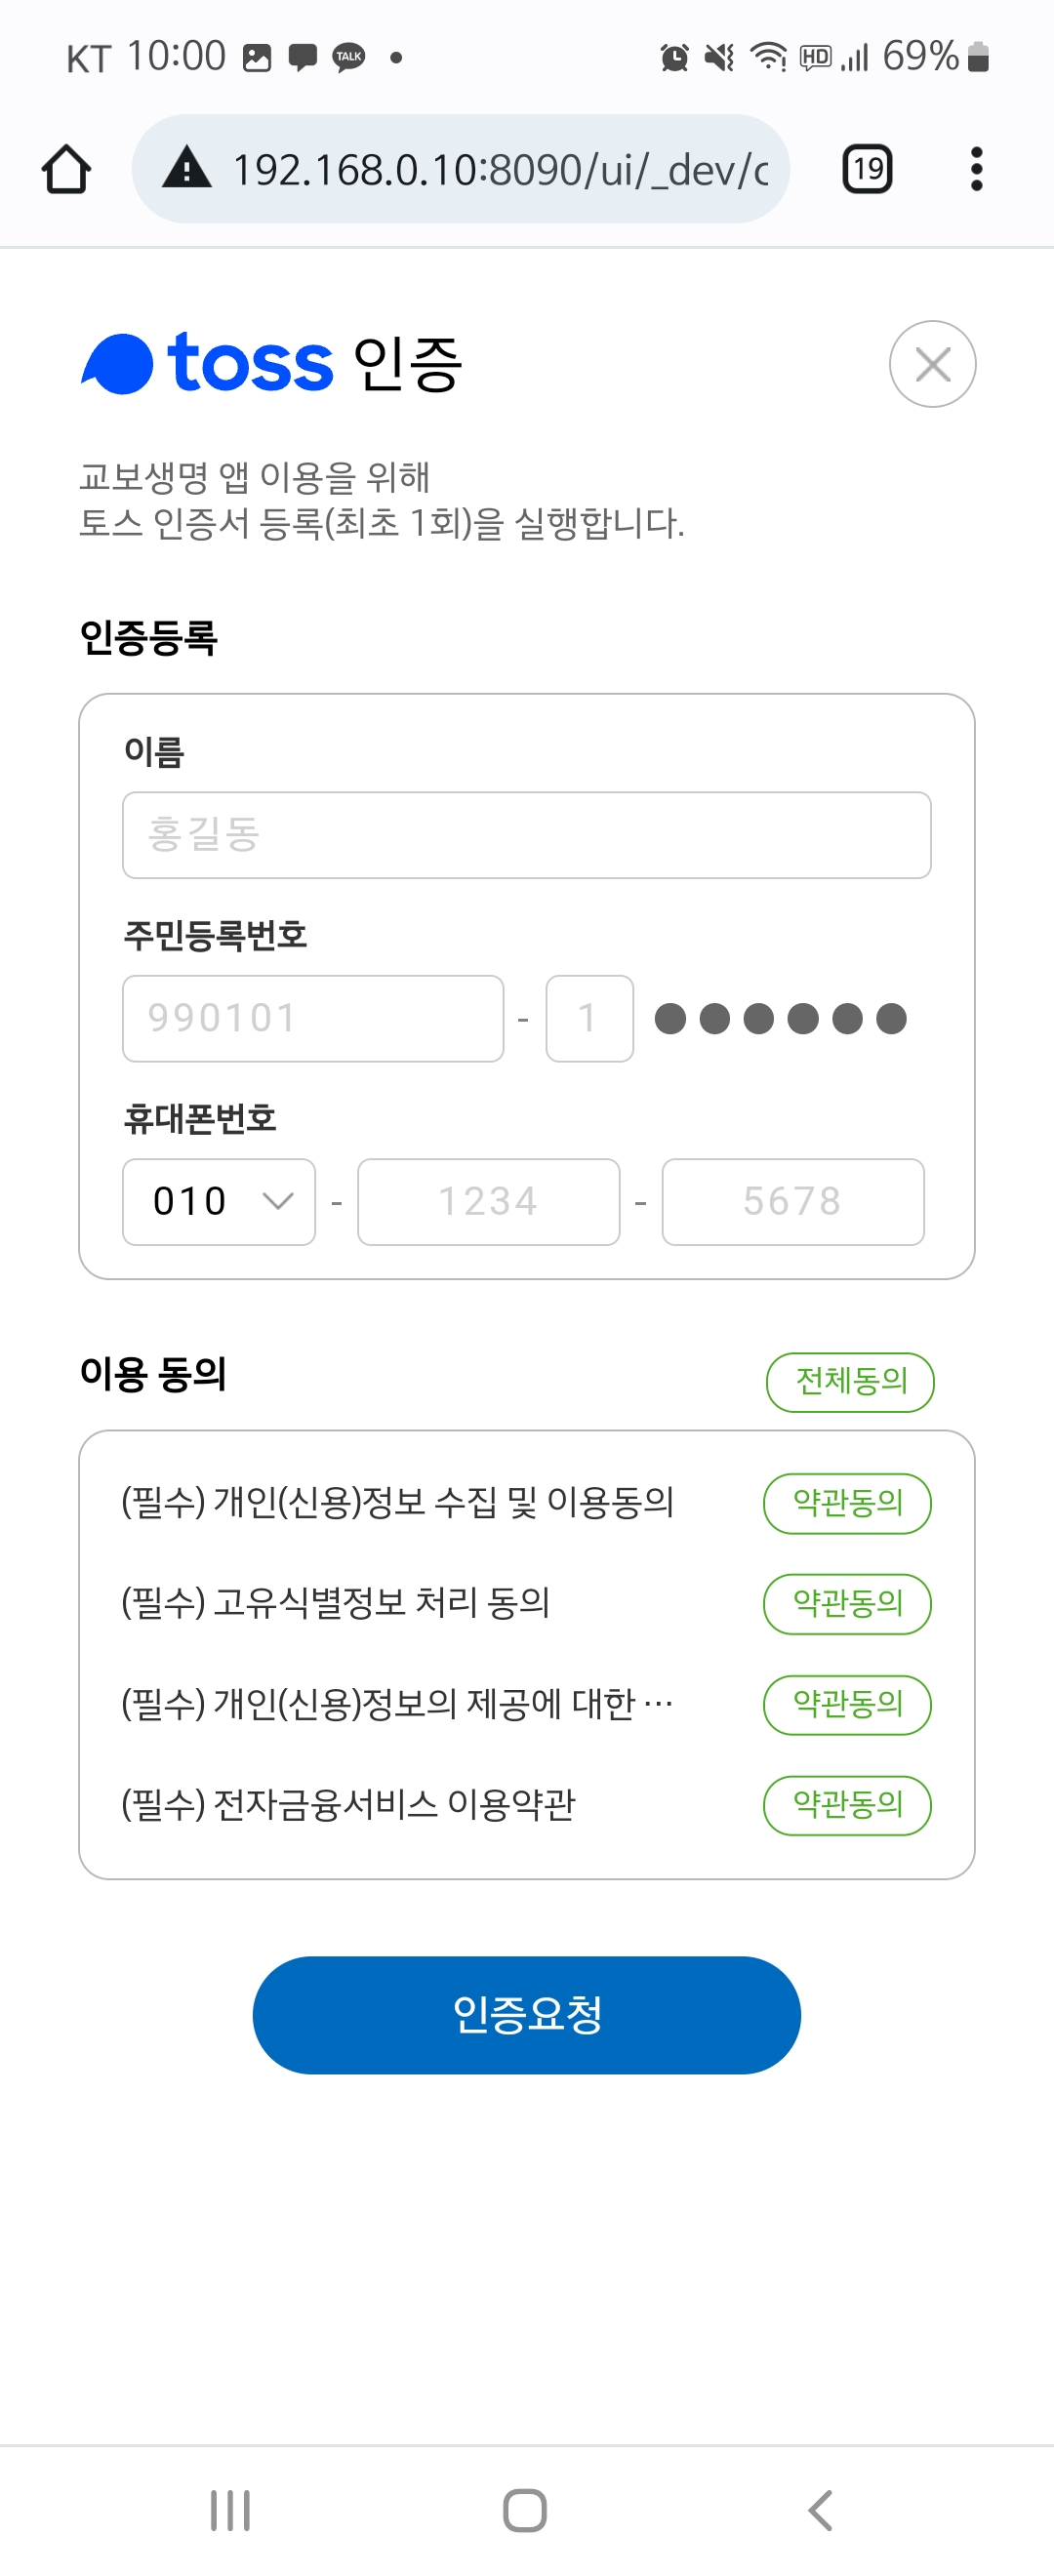 KT 10:00 TALK HD 69%
192.168.0.10:8090/ui/_dev/c 19
toss 인증
교보생명 앱 이용을 위해
토스 인증서 등록(최초 1회)을 실행합니다.
인증등록
이름
홍길동
주민등록번호
990101 - 1 ●●●●●●
휴대폰번호
010 - 1234 - 5678
이용 동의 전체동의
(필수) 개인(신용)정보 수집 및 이용동의 약관동의
(필수) 고유식별정보 처리 동의 약관동의
(필수) 개인(신용)정보의 제공에 대한 ··· 약관동의
(필수) 전자금융서비스 이용약관 약관동의
인증요청